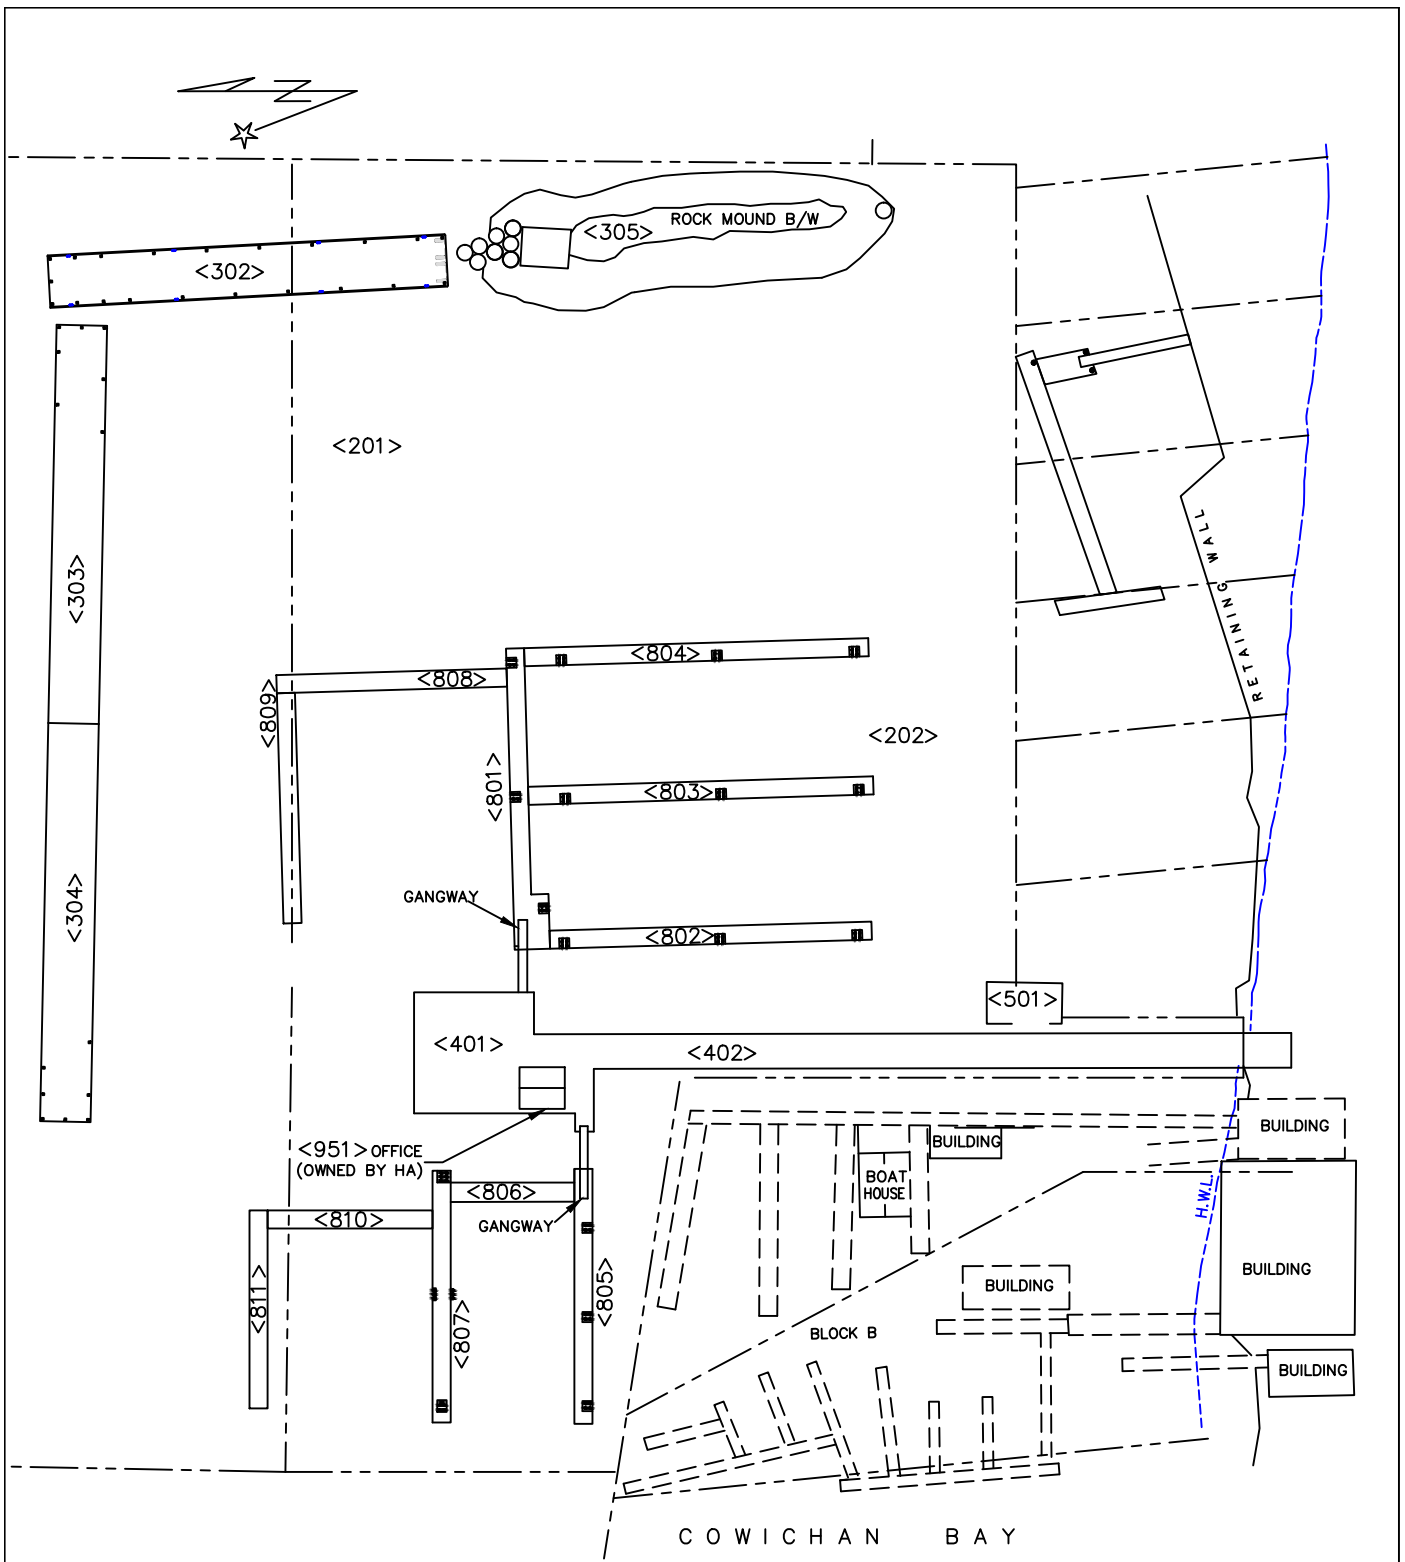 ROCK MOUND B/W
<305>
<302>
<201>
<303>
RETAINING WALL
<804>
<808>
<809>
<202>
<801>
<803>
<304>
GANGWAY
<802>
<501>
<401>
<402>
BUILDING
BUILDING
<951> OFFICE
(OWNED BY HA)
BOAT
HOUSE
<806>
H.W.L.
<810>
GANGWAY
BUILDING
BUILDING
<811>
<805>
<807>
BLOCK B
BUILDING
COWICHAN BAY